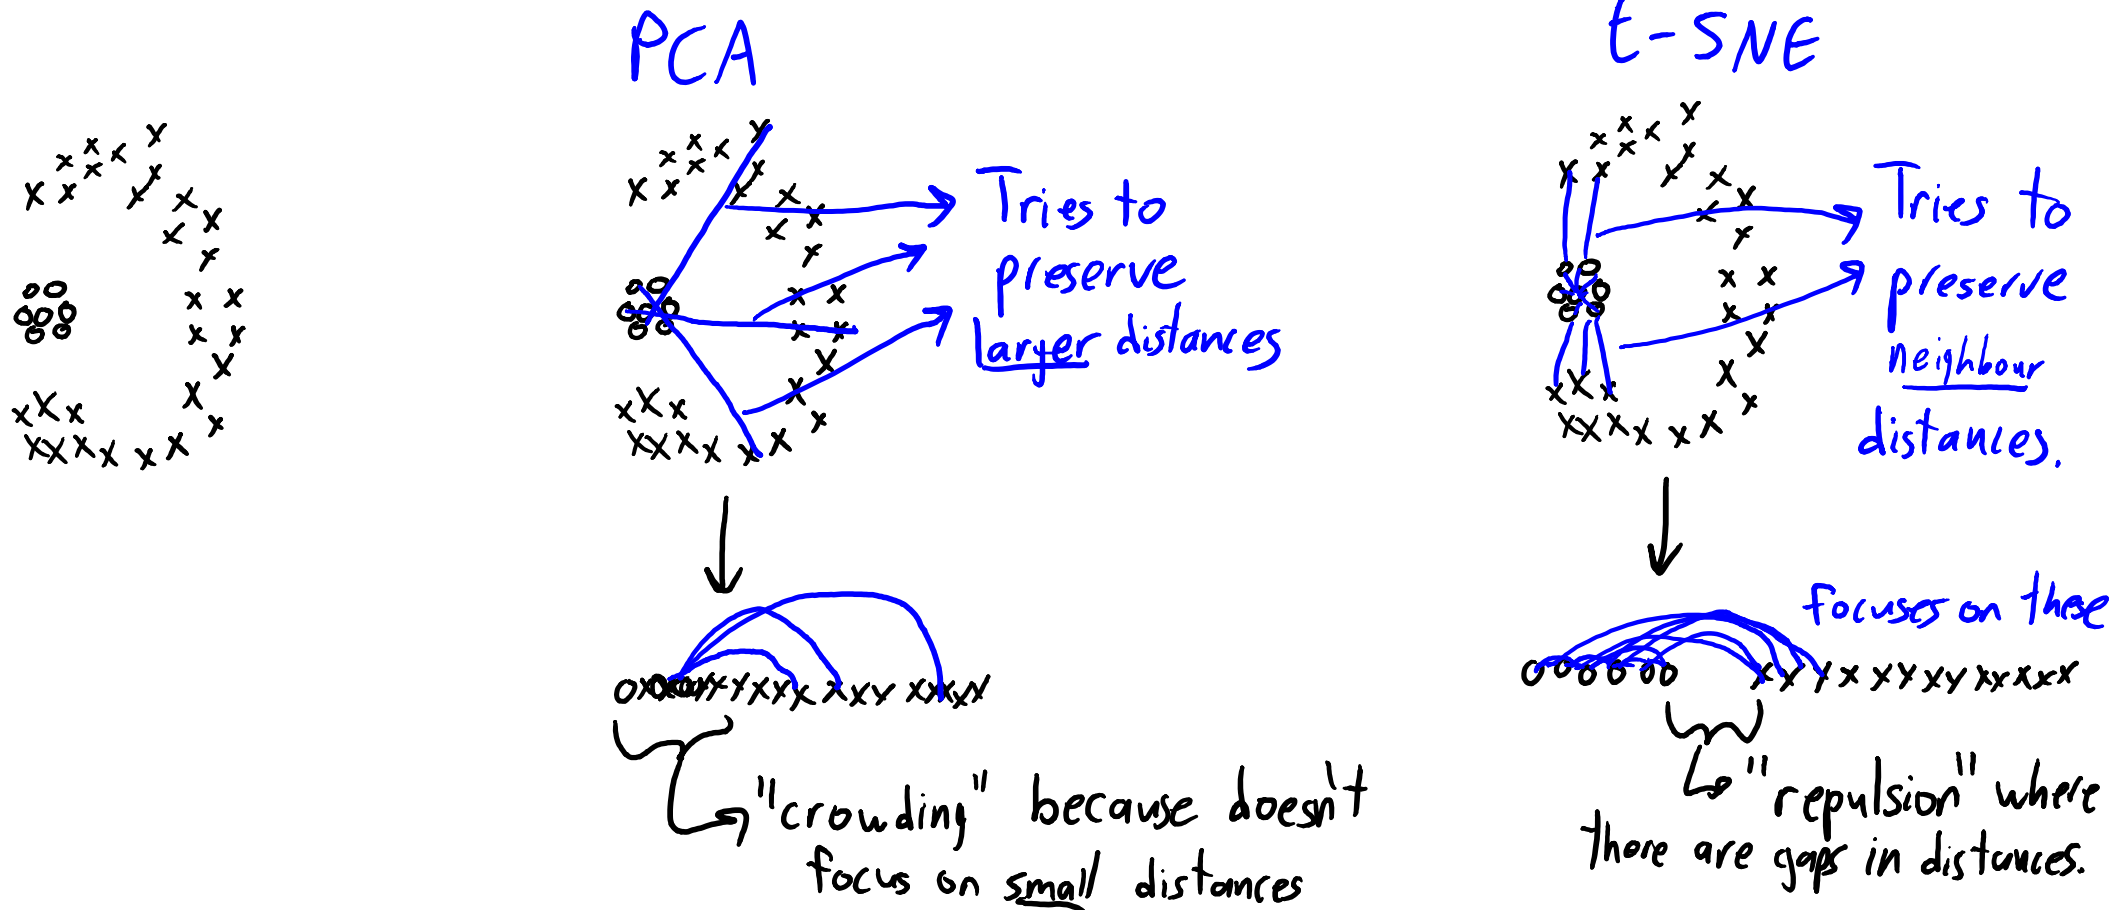 PCA
Tries to
preserve
larger distances
"crowding" because doesn't
focus on small distances
t-SNE
Tries to
preserve
neighbour
distances.
focuses on these
"repulsion" where
there are gaps in distances.